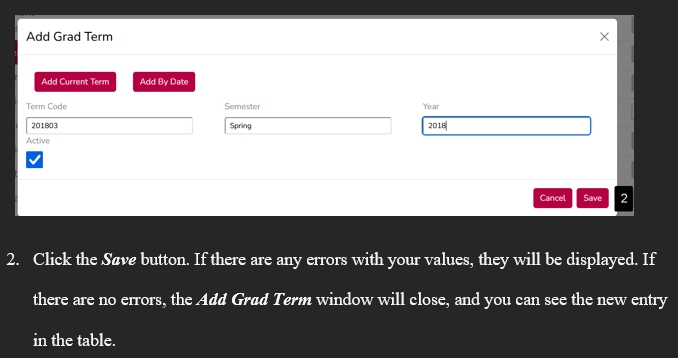 Add Grad Term
Add Current Term Add By Date
Term Code Semester Year
201803 Spring 2018
Active
Cancel Save 2
2. Click the Save button. If there are any errors with your values, they will be displayed. If
there are no errors, the Add Grad Term window will close, and you can see the new entry
in the table.